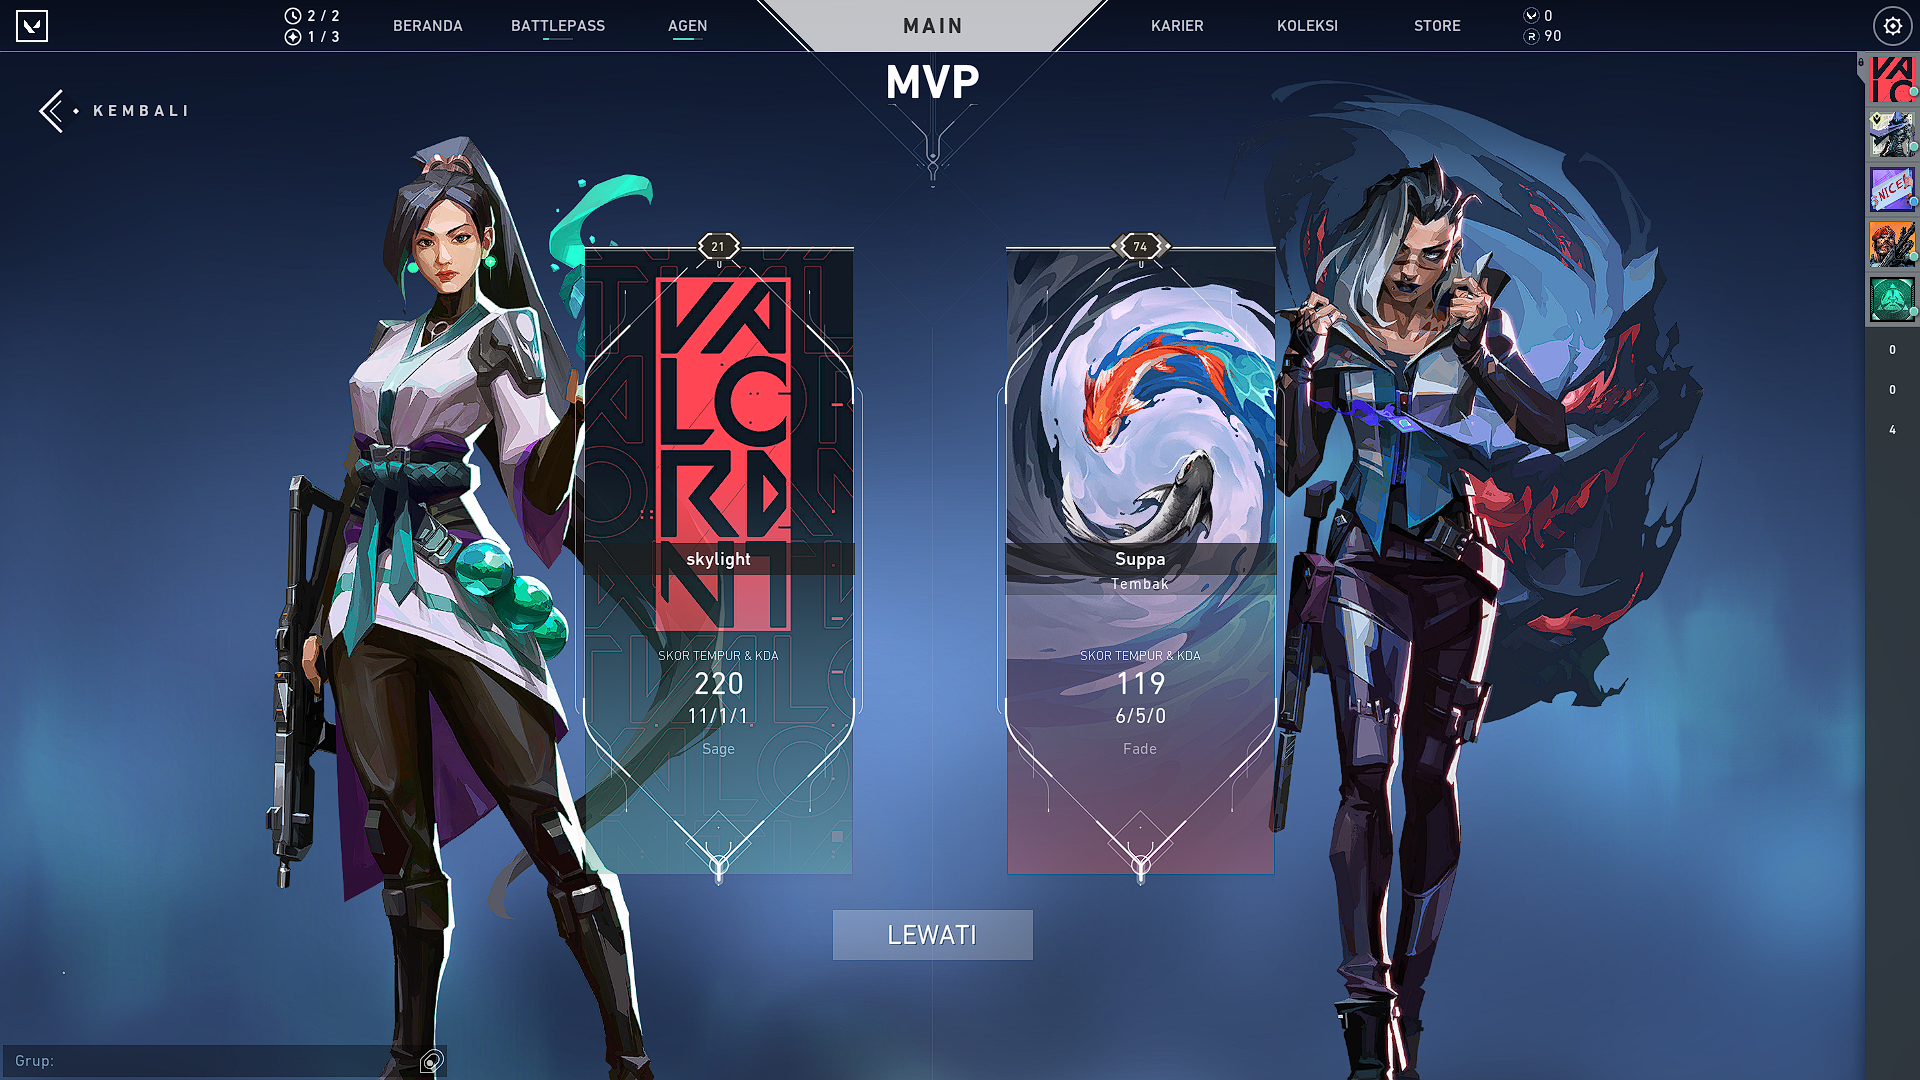 2 / 2
1 / 3
BERANDA
BATTLEPASS
AGEN
MAIN
KARIER
KOLEKSI
STORE
0
90
MVP
KEMBALI
21
U
VALORANT
skylight
SKOR TEMPUR & KDA
220
11/1/1
Sage
74
U
Suppa
Tembak
SKOR TEMPUR & KDA
119
6/5/0
Fade
LEWATI
NICE!
0
0
4
Grup: